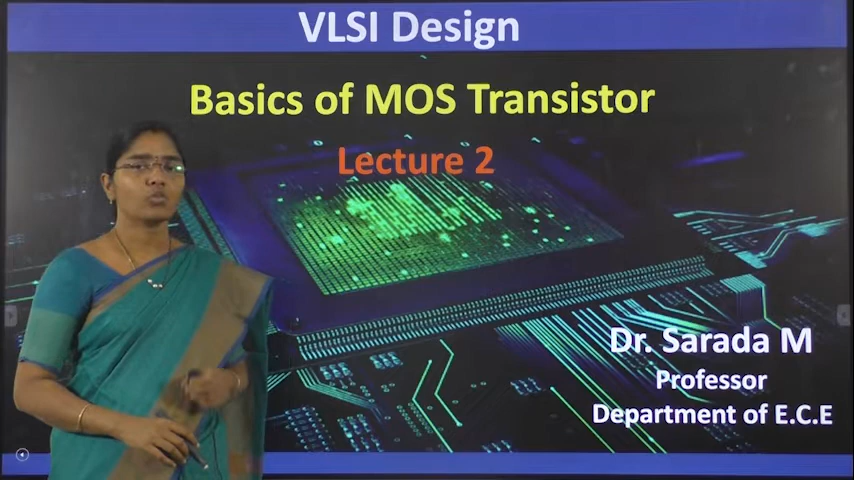 VLSI Design
Basics of MOS Transistor
Lecture 2
Dr. Sarada M
Professor
Department of E.C.E